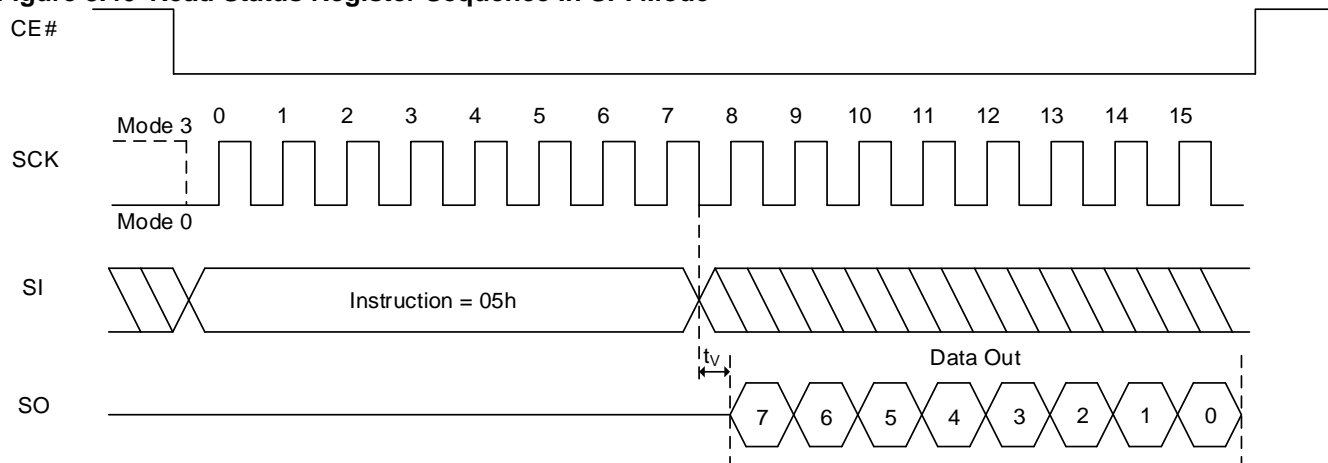 CE#
0 1 2 3 4 5 6 7 8 9 10 11 12 13 14 15
Mode 3
SCK
Mode 0
SI
Instruction = 05h
tV
Data Out
SO
7 6 5 4 3 2 1 0